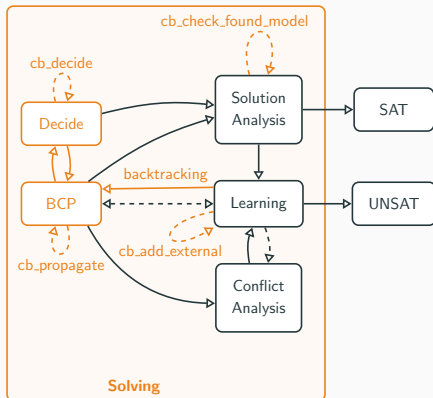 cb_check_found_model
cb_decide
Decide
Solution
Analysis
SAT
backtracking
BCP
Learning
UNSAT
cb_add_external
cb_propagate
Conflict
Analysis
Solving